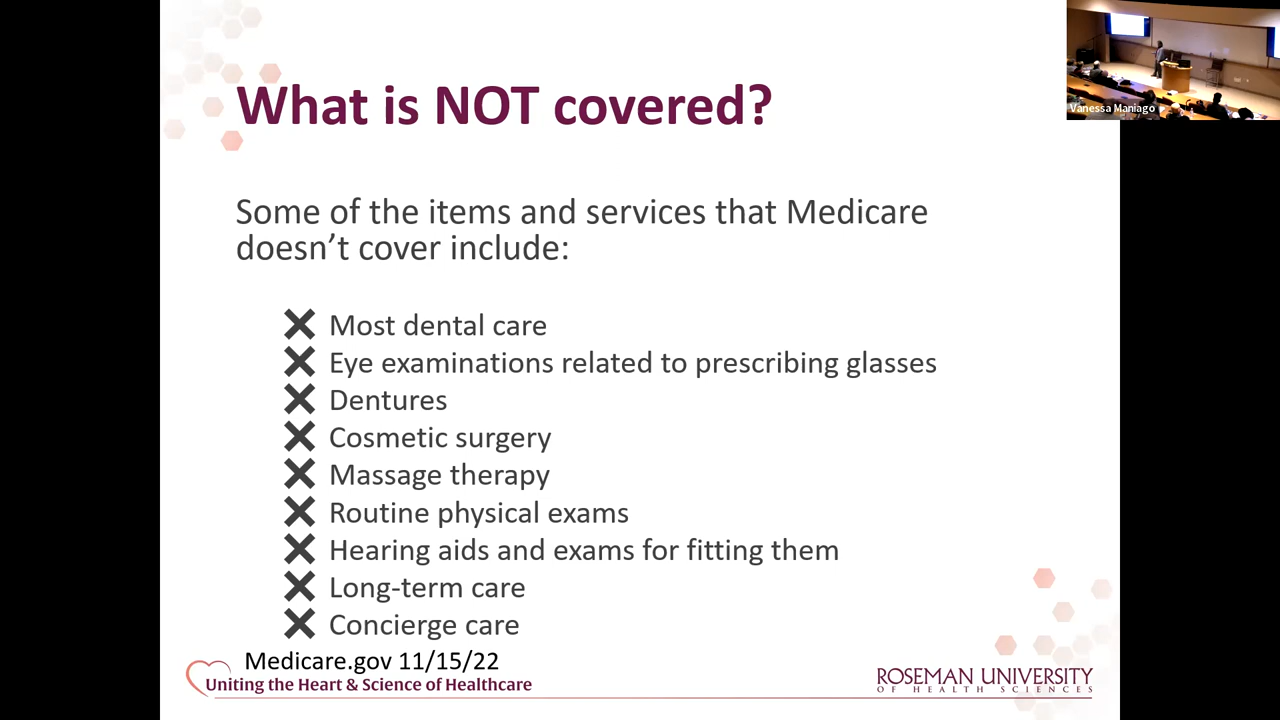 What is NOT covered?
Vanessa Maniago
Some of the items and services that Medicare
doesn’t cover include:
Most dental care
Eye examinations related to prescribing glasses
Dentures
Cosmetic surgery
Massage therapy
Routine physical exams
Hearing aids and exams for fitting them
Long-term care
Concierge care
Medicare.gov 11/15/22
Uniting the Heart & Science of Healthcare
ROSEMAN UNIVERSITY
OF HEALTH SCIENCES